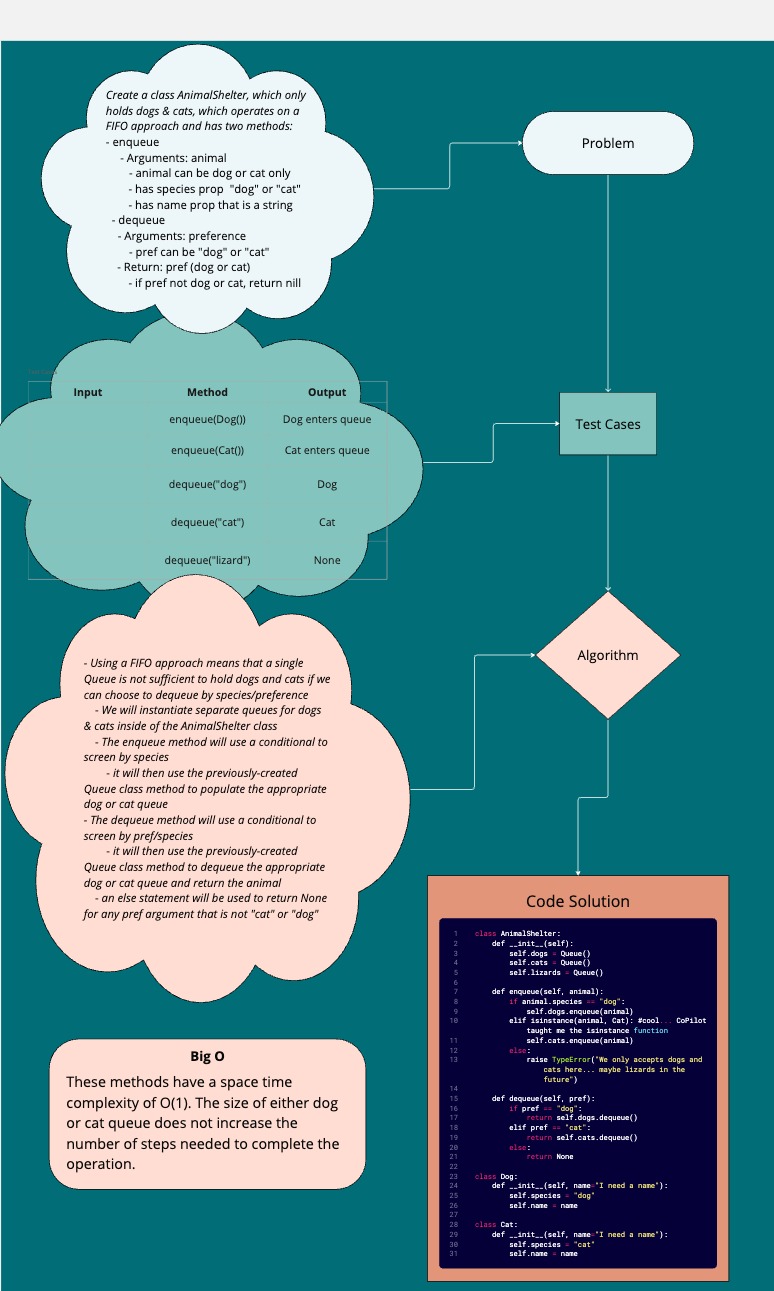 Create a class AnimalShelter, which only
holds dogs & cats, which operates on a
FIFO approach and has two methods:
- enqueue
- Arguments: animal
- animal can be dog or cat only
- has species prop "dog" or "cat"
- has name prop that is a string
- dequeue
- Arguments: preference
- pref can be "dog" or "cat"
- Return: pref (dog or cat)
- if pref not dog or cat, return nill
Problem
Input Method Output
enqueue(Dog()) Dog enters queue
enqueue(Cat()) Cat enters queue
dequeue("dog") Dog
dequeue("cat") Cat
dequeue("lizard") None
Test Cases
- Using a FIFO approach means that a single
Queue is not sufficient to hold dogs and cats if we
can choose to dequeue by species/preference
- We will instantiate separate queues for dogs
& cats inside of the AnimalShelter class
- The enqueue method will use a conditional to
screen by species
- it will then use the previously-created
Queue class method to populate the appropriate
dog or cat queue
- The dequeue method will use a conditional to
screen by pref/species
- it will then use the previously-created
Queue class method to dequeue the appropriate
dog or cat queue and return the animal
- an else statement will be used to return None
for any pref argument that is not "cat" or "dog"
Algorithm
Big O
These methods have a space time
complexity of O(1). The size of either dog
or cat queue does not increase the
number of steps needed to complete the
operation.
Code Solution
1 class AnimalShelter:
2 def __init__(self):
3 self.dogs = Queue()
4 self.cats = Queue()
5 self.lizards = Queue()
6
7 def enqueue(self, animal):
8 if animal.species == "dog":
9 self.dogs.enqueue(animal)
10 elif isinstance(animal, Cat): #cool... CoPilot
taught me the isinstance function
11 self.cats.enqueue(animal)
12 else:
13 raise TypeError("We only accepts dogs and
cats here... maybe lizards in the
future")
14
15 def dequeue(self, pref):
16 if pref == "dog":
17 return self.dogs.dequeue()
18 elif pref == "cat":
19 return self.cats.dequeue()
20 else:
21 return None
22
23 class Dog:
24 def __init__(self, name="I need a name"):
25 self.species = "dog"
26 self.name = name
27
28 class Cat:
29 def __init__(self, name="I need a name"):
30 self.species = "cat"
31 self.name = name